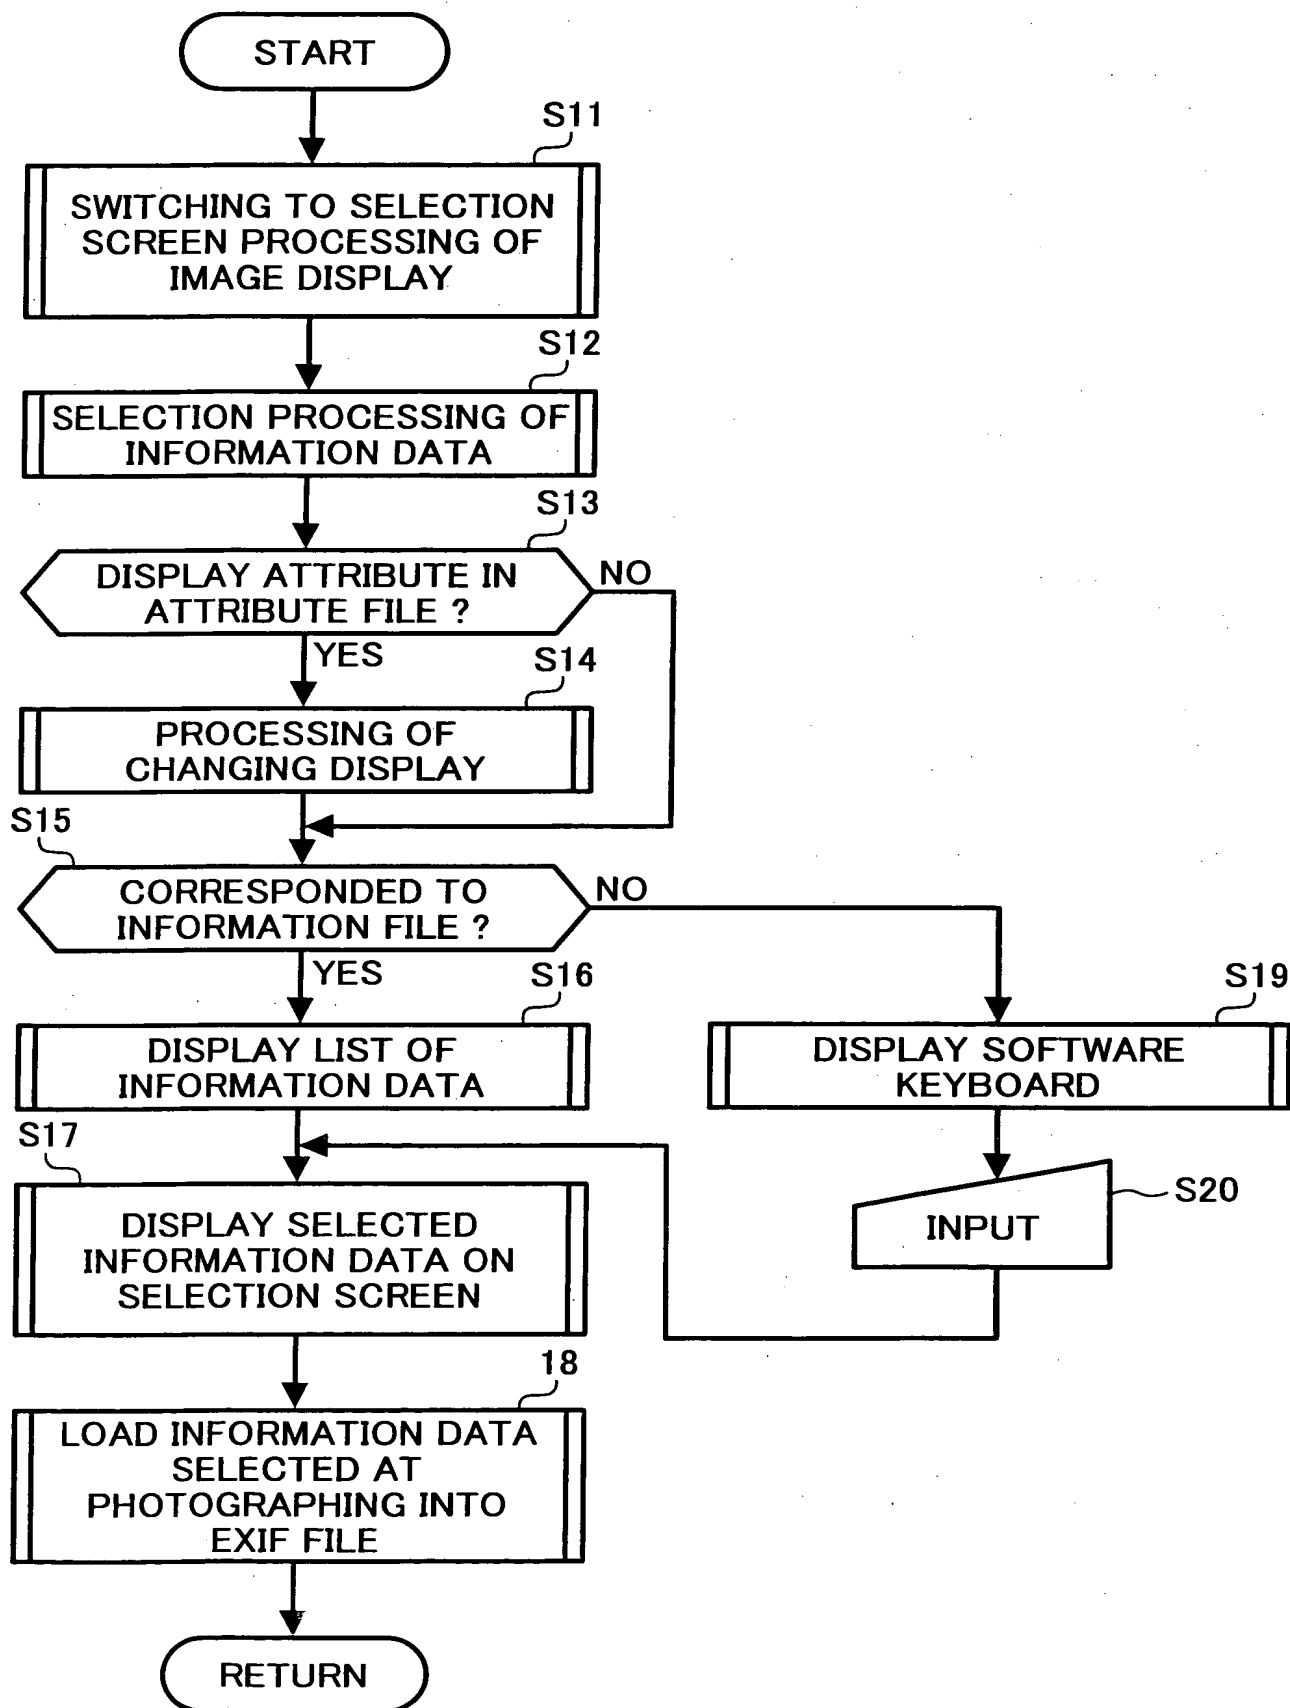 START
S11
SWITCHING TO SELECTION
SCREEN PROCESSING OF
IMAGE DISPLAY
S12
SELECTION PROCESSING OF
INFORMATION DATA
S13
DISPLAY ATTRIBUTE IN
ATTRIBUTE FILE ?
NO
YES
S14
PROCESSING OF
CHANGING DISPLAY
S15
CORRESPONDED TO
INFORMATION FILE ?
NO
YES
S16
DISPLAY LIST OF
INFORMATION DATA
S19
DISPLAY SOFTWARE
KEYBOARD
S20
INPUT
S17
DISPLAY SELECTED
INFORMATION DATA ON
SELECTION SCREEN
18
LOAD INFORMATION DATA
SELECTED AT
PHOTOGRAPHING INTO
EXIF FILE
RETURN